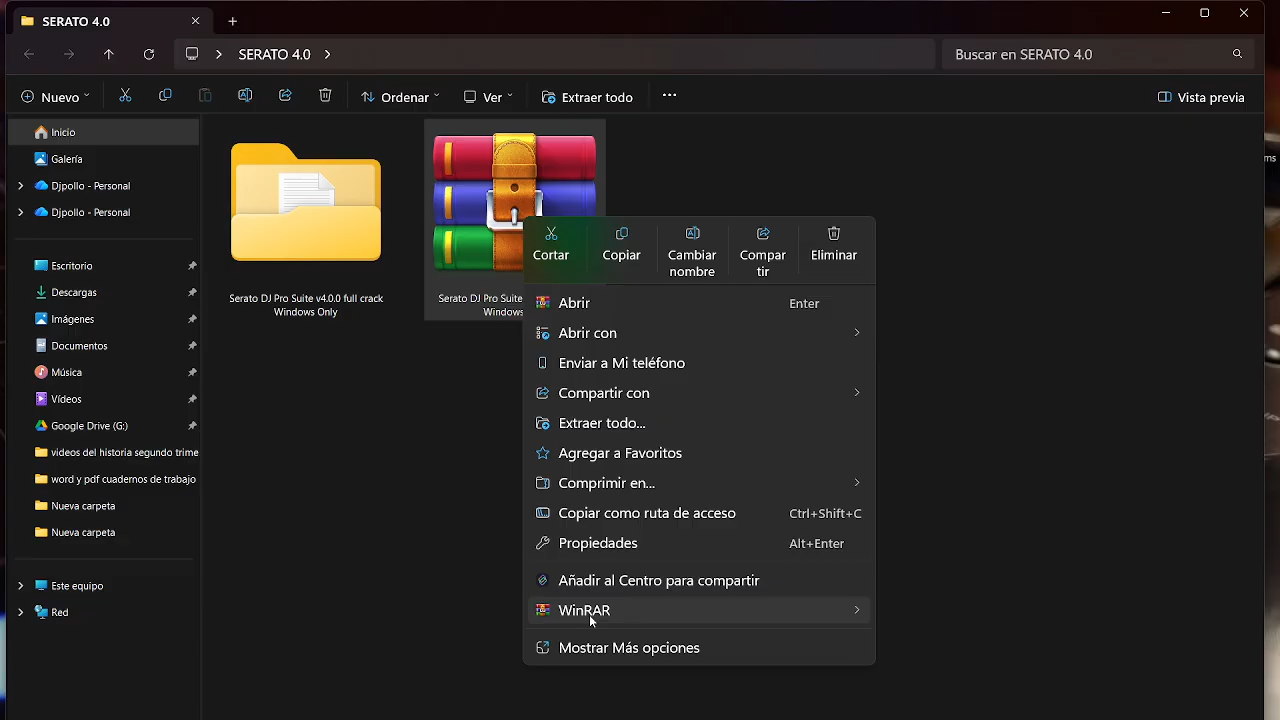 SERATO 4.0
SERATO 4.0
Buscar en SERATO 4.0
Nuevo
Ordenar
Ver
Extraer todo
Vista previa
Inicio
Galería
Djpollo - Personal
Djpollo - Personal
Escritorio
Descargas
Imágenes
Documentos
Música
Vídeos
Google Drive (G:)
vídeos del historia segundo trime
word y pdf cuadernos de trabajo
Nueva carpeta
Nueva carpeta
Este equipo
Red
Serato DJ Pro Suite v4.0.0 full crack
Windows Only
Serato DJ Pro Suite
Windows
Cortar
Copiar
Cambiar
nombre
Compar
tir
Eliminar
Abrir Enter
Abrir con
Enviar a Mi teléfono
Compartir con
Extraer todo...
Agregar a Favoritos
Comprimir en...
Copiar como ruta de acceso Ctrl+Shift+C
Propiedades Alt+Enter
Añadir al Centro para compartir
WinRAR
Mostrar Más opciones
ms